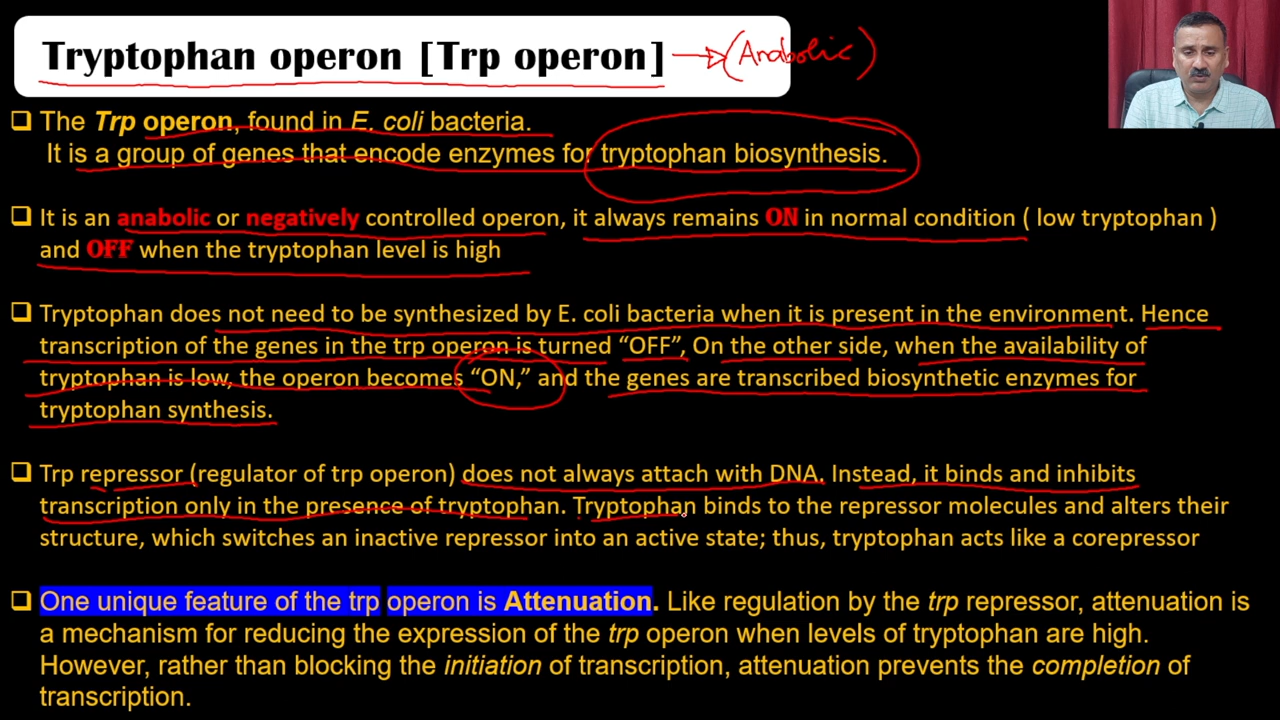 Tryptophan operon [Trp operon] → (Anabolic)
❑ The Trp operon, found in E. coli bacteria.
It is a group of genes that encode enzymes for tryptophan biosynthesis.
❑ It is an anabolic or negatively controlled operon, it always remains ON in normal condition ( low tryptophan )
and OFF when the tryptophan level is high
❑ Tryptophan does not need to be synthesized by E. coli bacteria when it is present in the environment. Hence
transcription of the genes in the trp operon is turned “OFF”, On the other side, when the availability of
tryptophan is low, the operon becomes “ON,” and the genes are transcribed biosynthetic enzymes for
tryptophan synthesis.
❑ Trp repressor (regulator of trp operon) does not always attach with DNA. Instead, it binds and inhibits
transcription only in the presence of tryptophan. Tryptophan binds to the repressor molecules and alters their
structure, which switches an inactive repressor into an active state; thus, tryptophan acts like a corepressor
❑ One unique feature of the trp operon is Attenuation. Like regulation by the trp repressor, attenuation is
a mechanism for reducing the expression of the trp operon when levels of tryptophan are high.
However, rather than blocking the initiation of transcription, attenuation prevents the completion of
transcription.